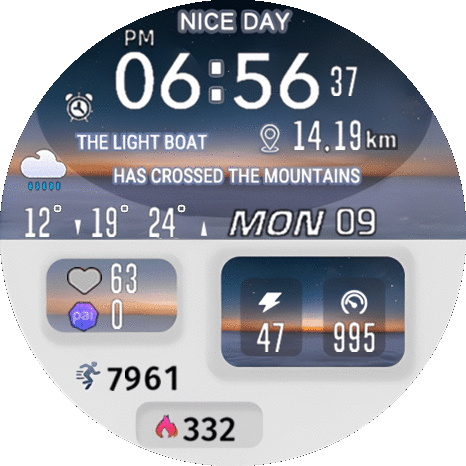 NICE DAY
PM
06:56 37
THE LIGHT BOAT
14.19km
HAS CROSSED THE MOUNTAINS
12° 19° 24° MON 09
63
pai 0
47 995
7961
332